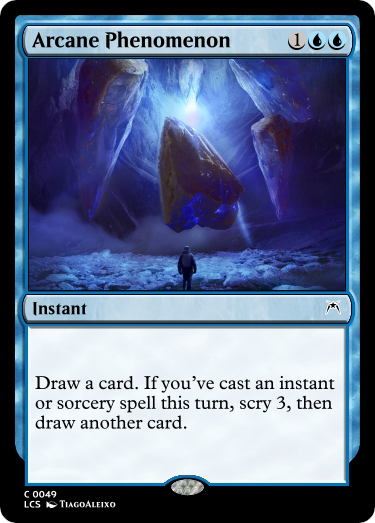 Arcane Phenomenon 1
Instant
Draw a card. If you've cast an instant
or sorcery spell this turn, scry 3, then
draw another card.
C 0049
LCS TiagoAleixo